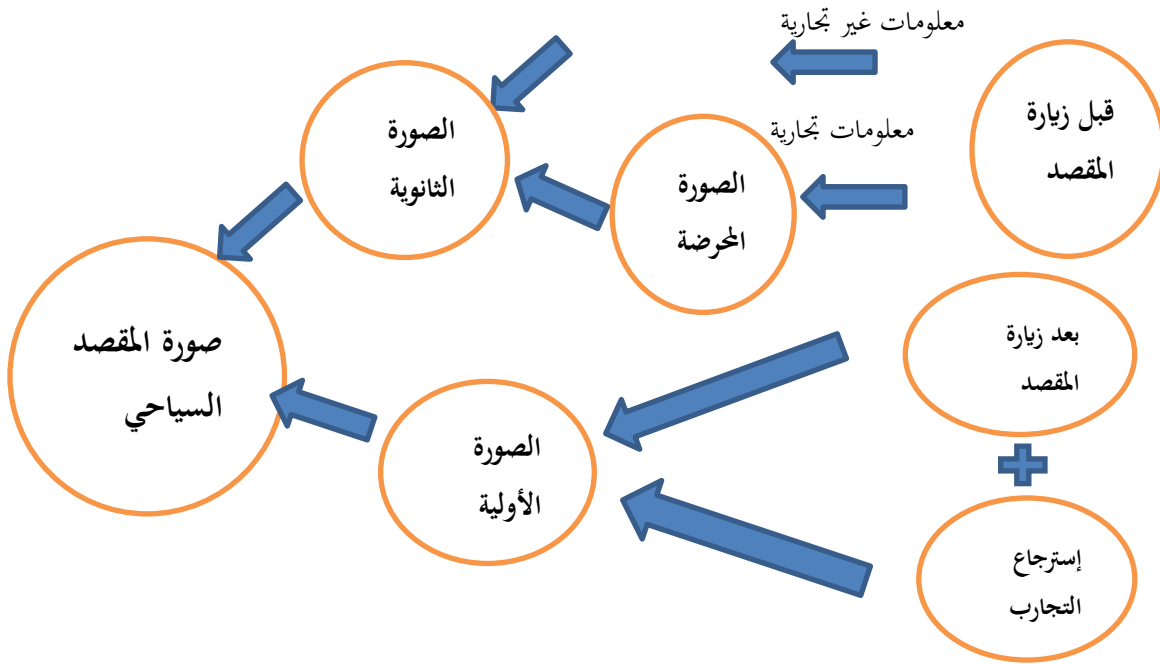 معلومات غير تجارية
قبل زيارة
المقصد
معلومات تجارية
الصورة
المحرضة
الصورة
الثانوية
بعد زيارة
المقصد
صورة المقصد
السياحي
الصورة
الأولية
إسترجاع
التجارب